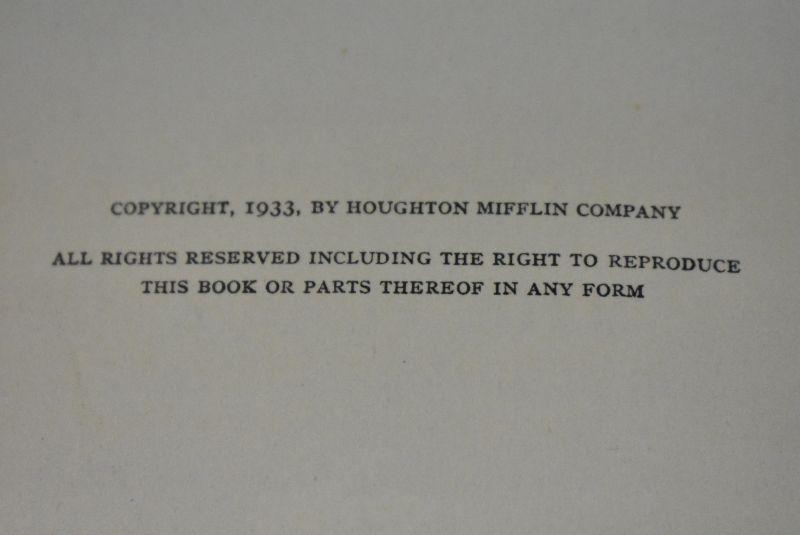 COPYRIGHT, 1933, BY HOUGHTON MIFFLIN COMPANY
ALL RIGHTS RESERVED INCLUDING THE RIGHT TO REPRODUCE
THIS BOOK OR PARTS THEREOF IN ANY FORM